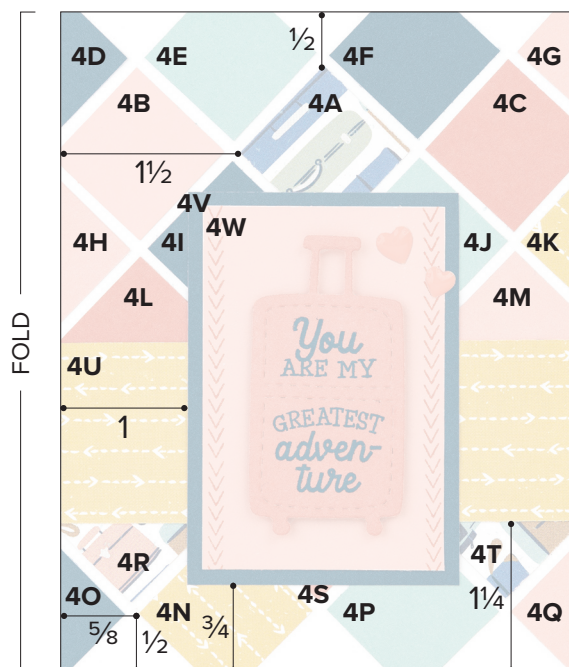 ½
4D
4E
4F
4G
4B
4A
4C
1½
4V
4W
4H
4I
4J
4K
4L
4M
You
ARE MY
GREATEST
adven-
ture
FOLD
4U
1
4R
4T
4O
4N
4S
4P
4Q
⅝
½
¾
1¼